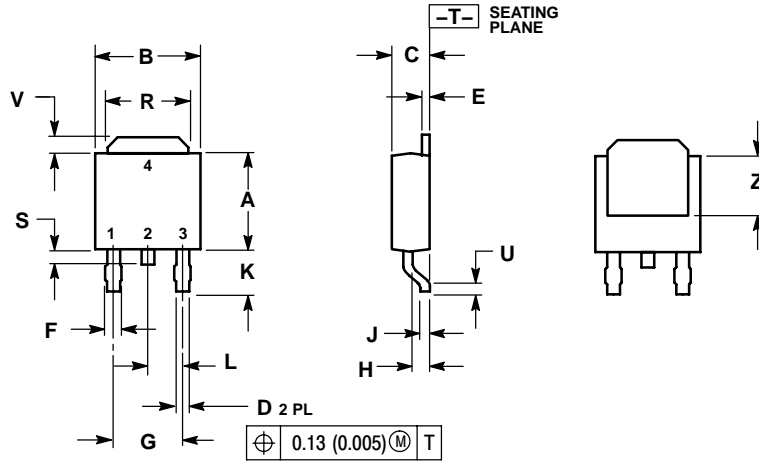 –T– SEATING
PLANE
B
C
V
R
E
4
Z
A
S
1 2 3
K
U
F
J
L
H
D 2 PL
G
⌖ 0.13 (0.005) Ⓜ T